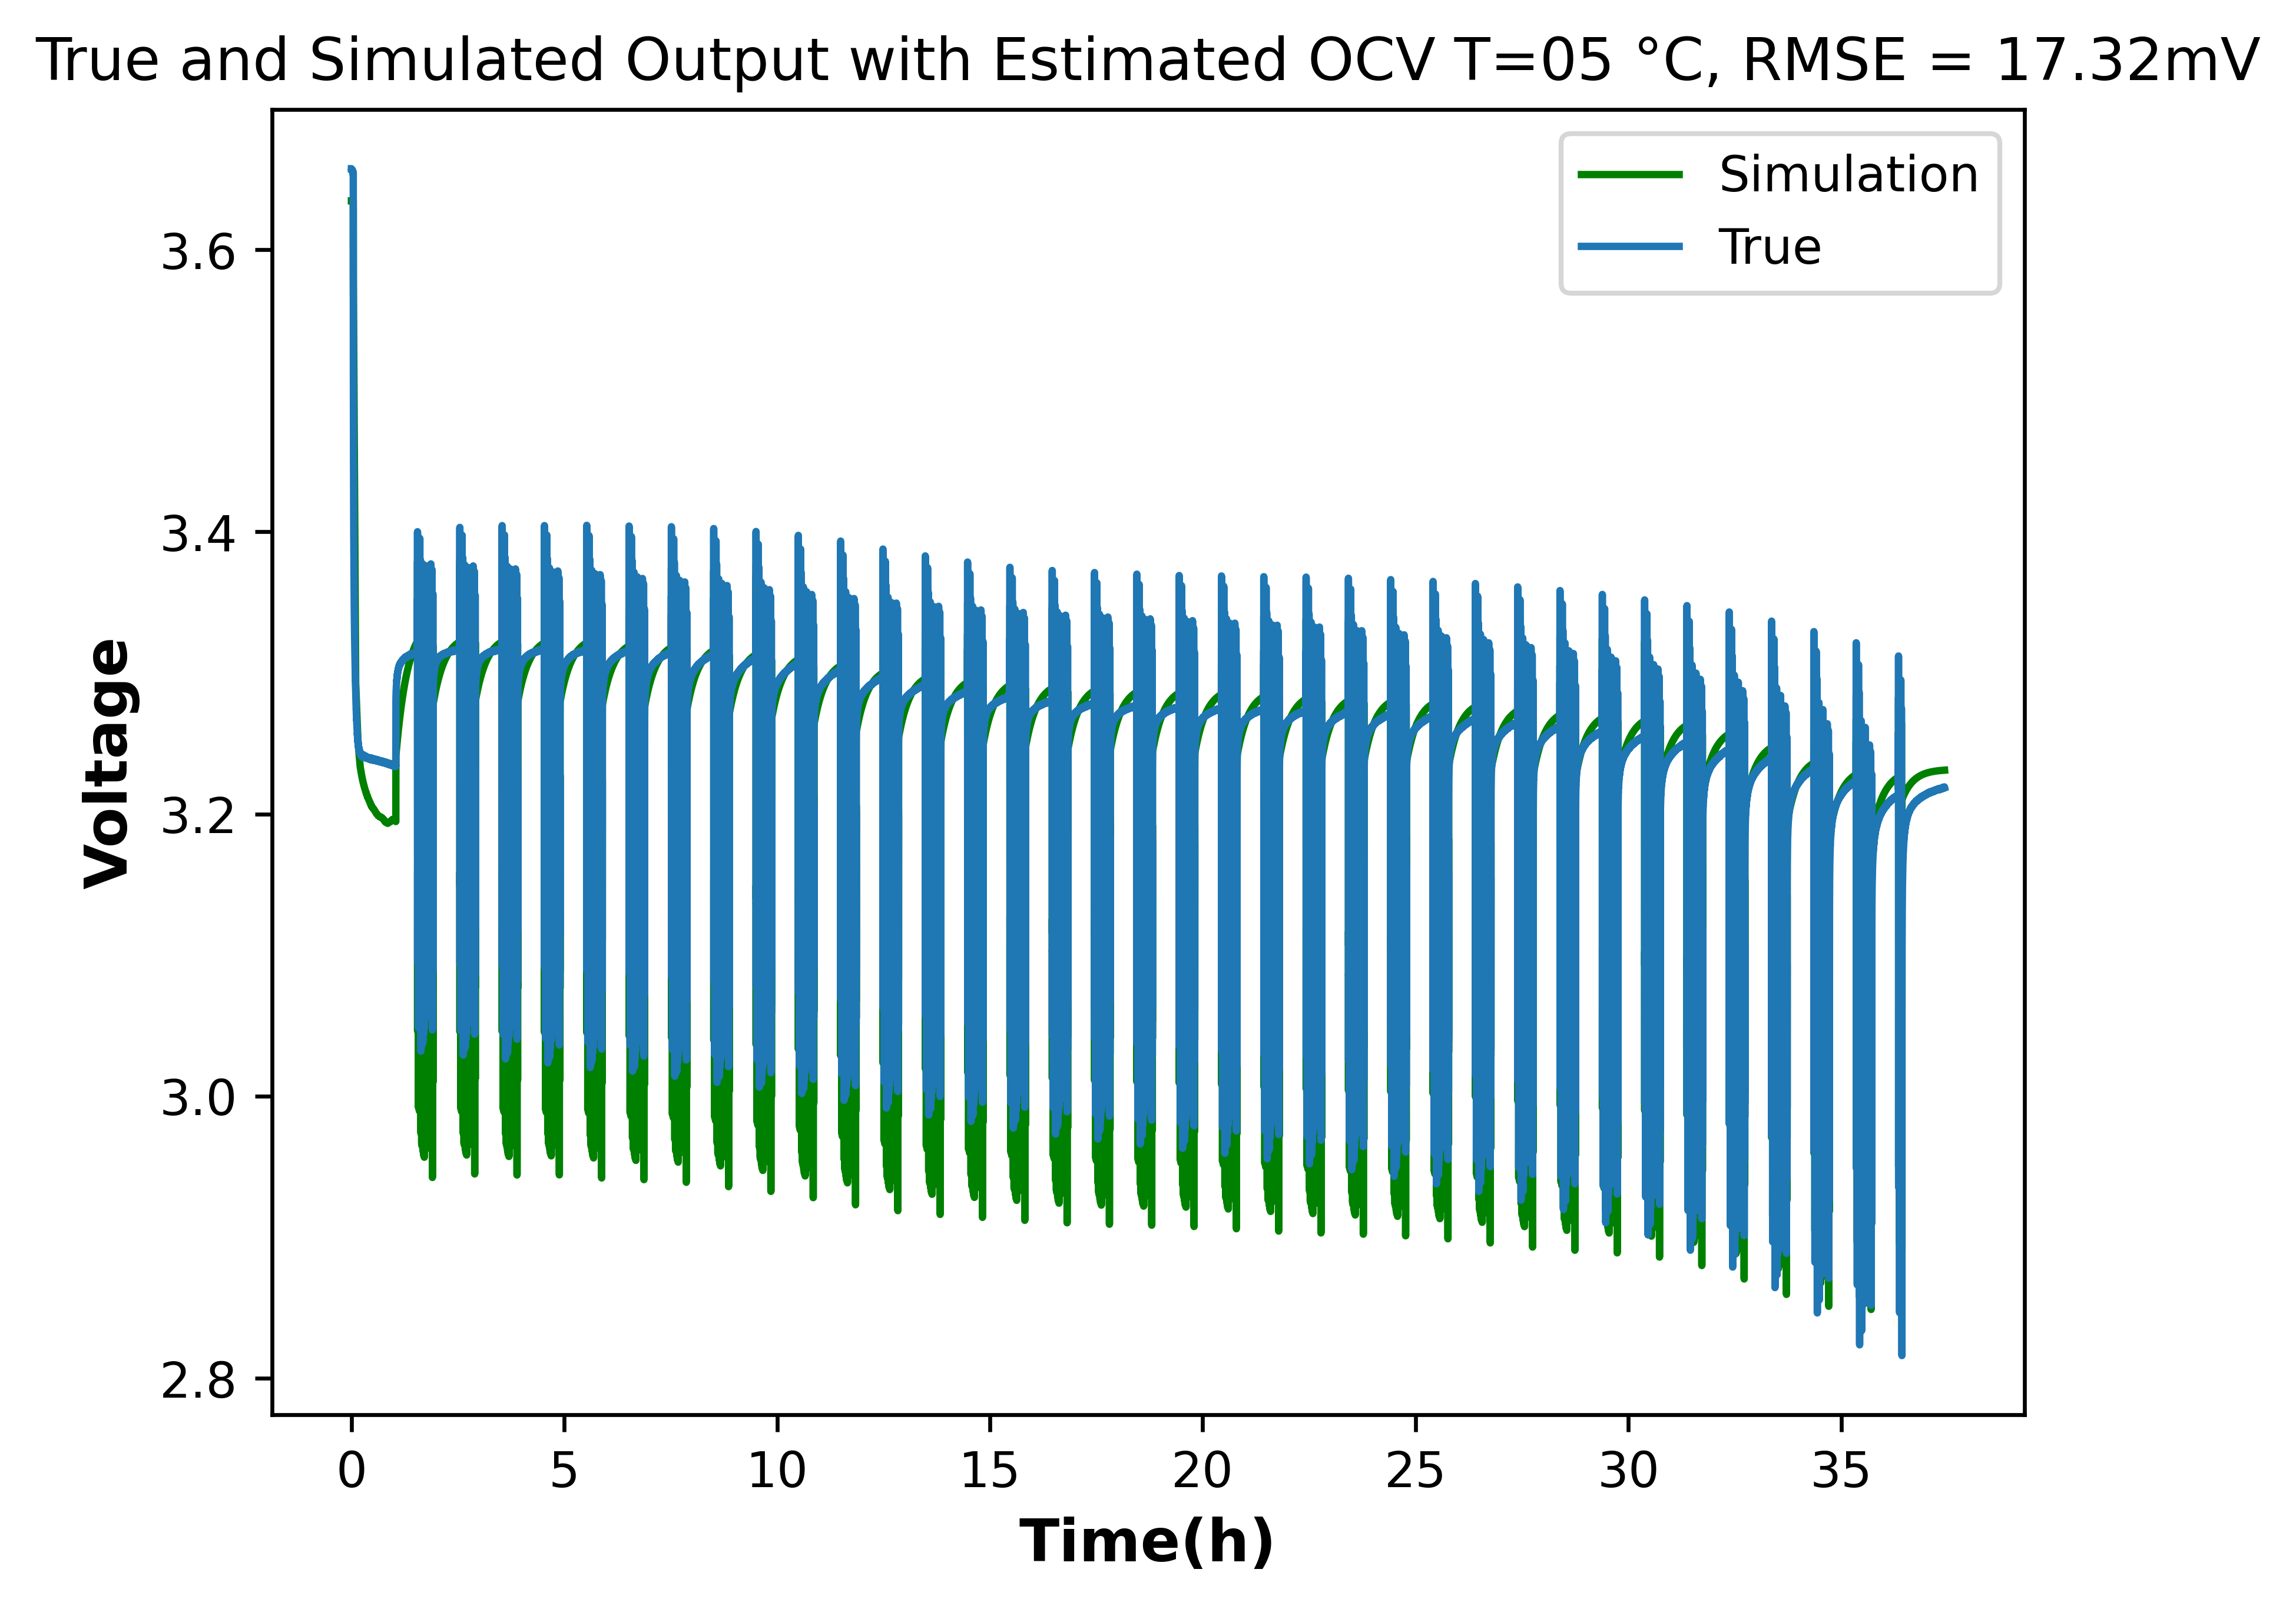 True and Simulated Output with Estimated OCV T=05 °C, RMSE = 17.32mV
Simulation
True
3.6
3.4
3.2
3.0
2.8
Voltage
0 5 10 15 20 25 30 35
Time(h)